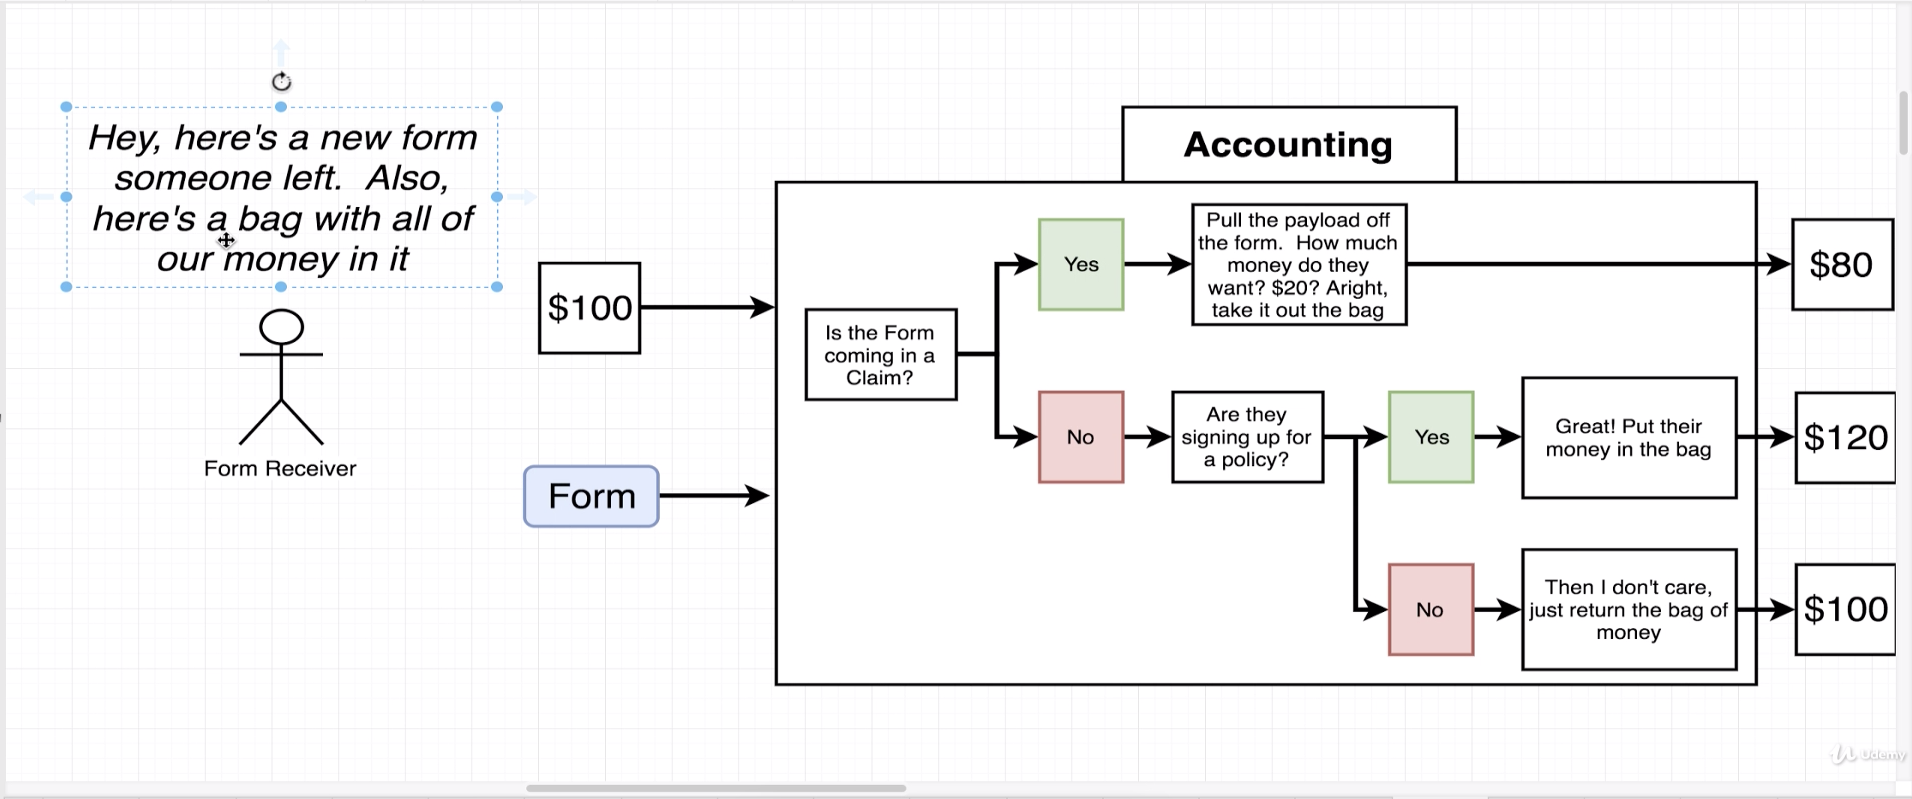 Hey, here's a new form
someone left.  Also,
here's a bag with all of
our money in it
Form Receiver
$100
Form
Accounting
Is the Form
coming in a
Claim?
Yes
Pull the payload off
the form.  How much
money do they
want? $20? Aright,
take it out the bag
$80
No
Are they
signing up for
a policy?
Yes
Great! Put their
money in the bag
$120
No
Then I don't care,
just return the bag of
money
$100
Udemy